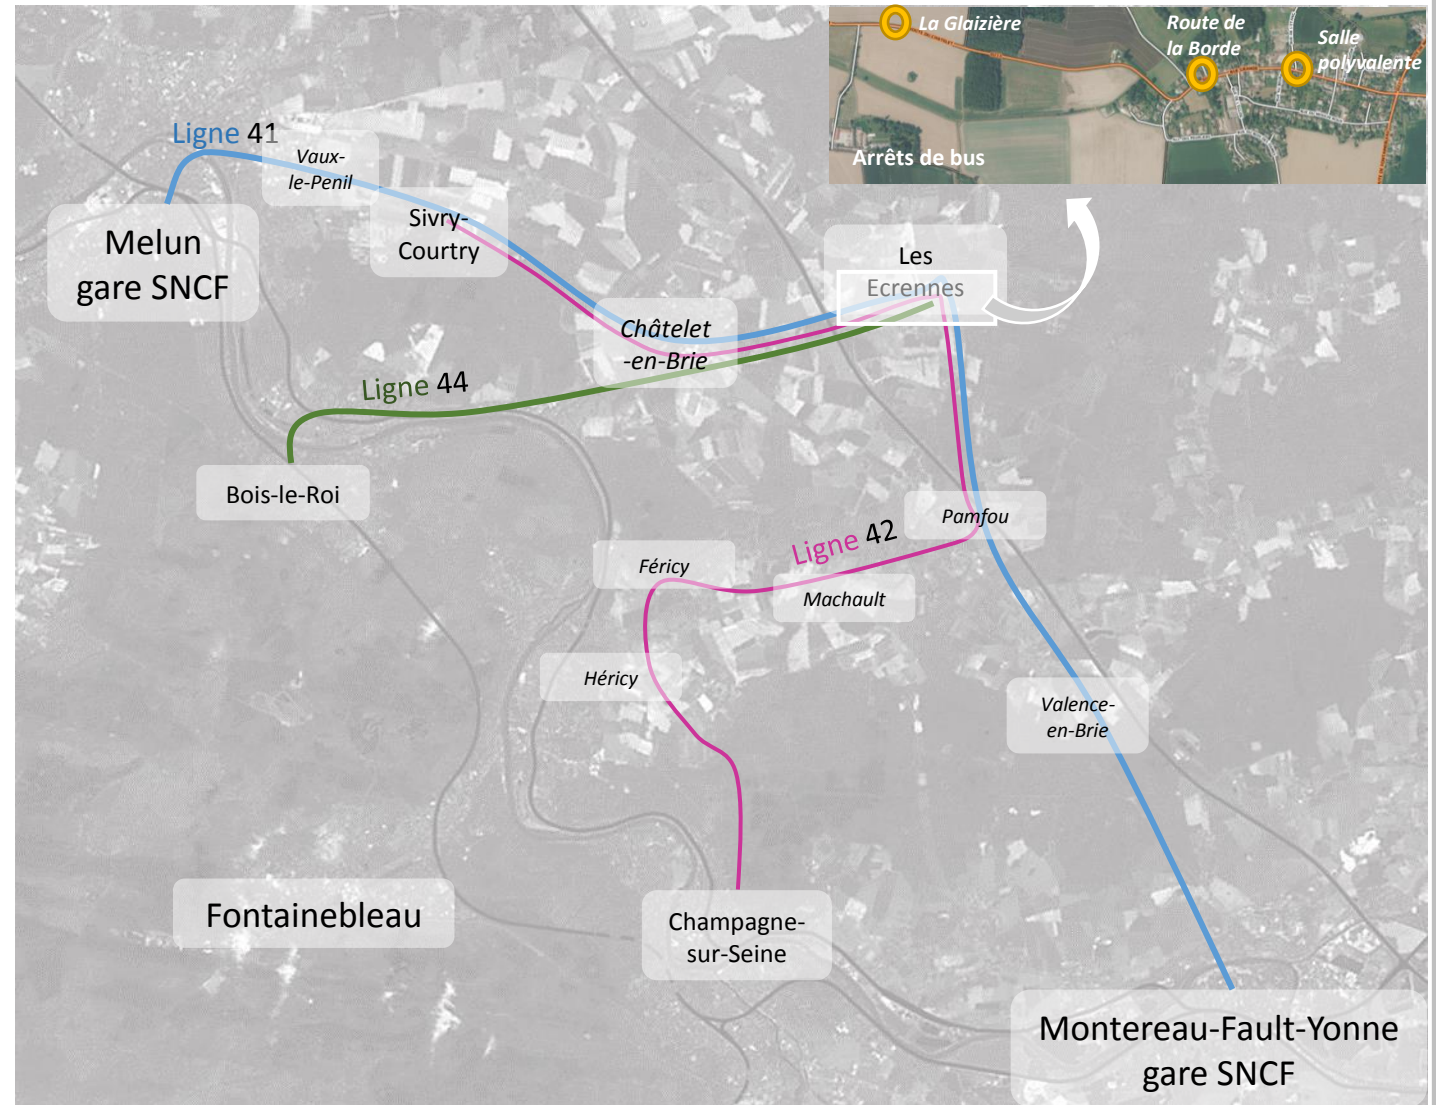 La Glaizière
Route de
la Borde
Salle
polyvalente
Arrêts de bus
Ligne 41
Vaux-
le-Penil
Sivry-
Courtry
Melun
gare SNCF
Les
Ecrennes
Châtelet
-en-Brie
Ligne 44
Bois-le-Roi
Pamfou
Ligne 42
Féricy
Machault
Héricy
Valence-
en-Brie
Fontainebleau
Champagne-
sur-Seine
Montereau-Fault-Yonne
gare SNCF